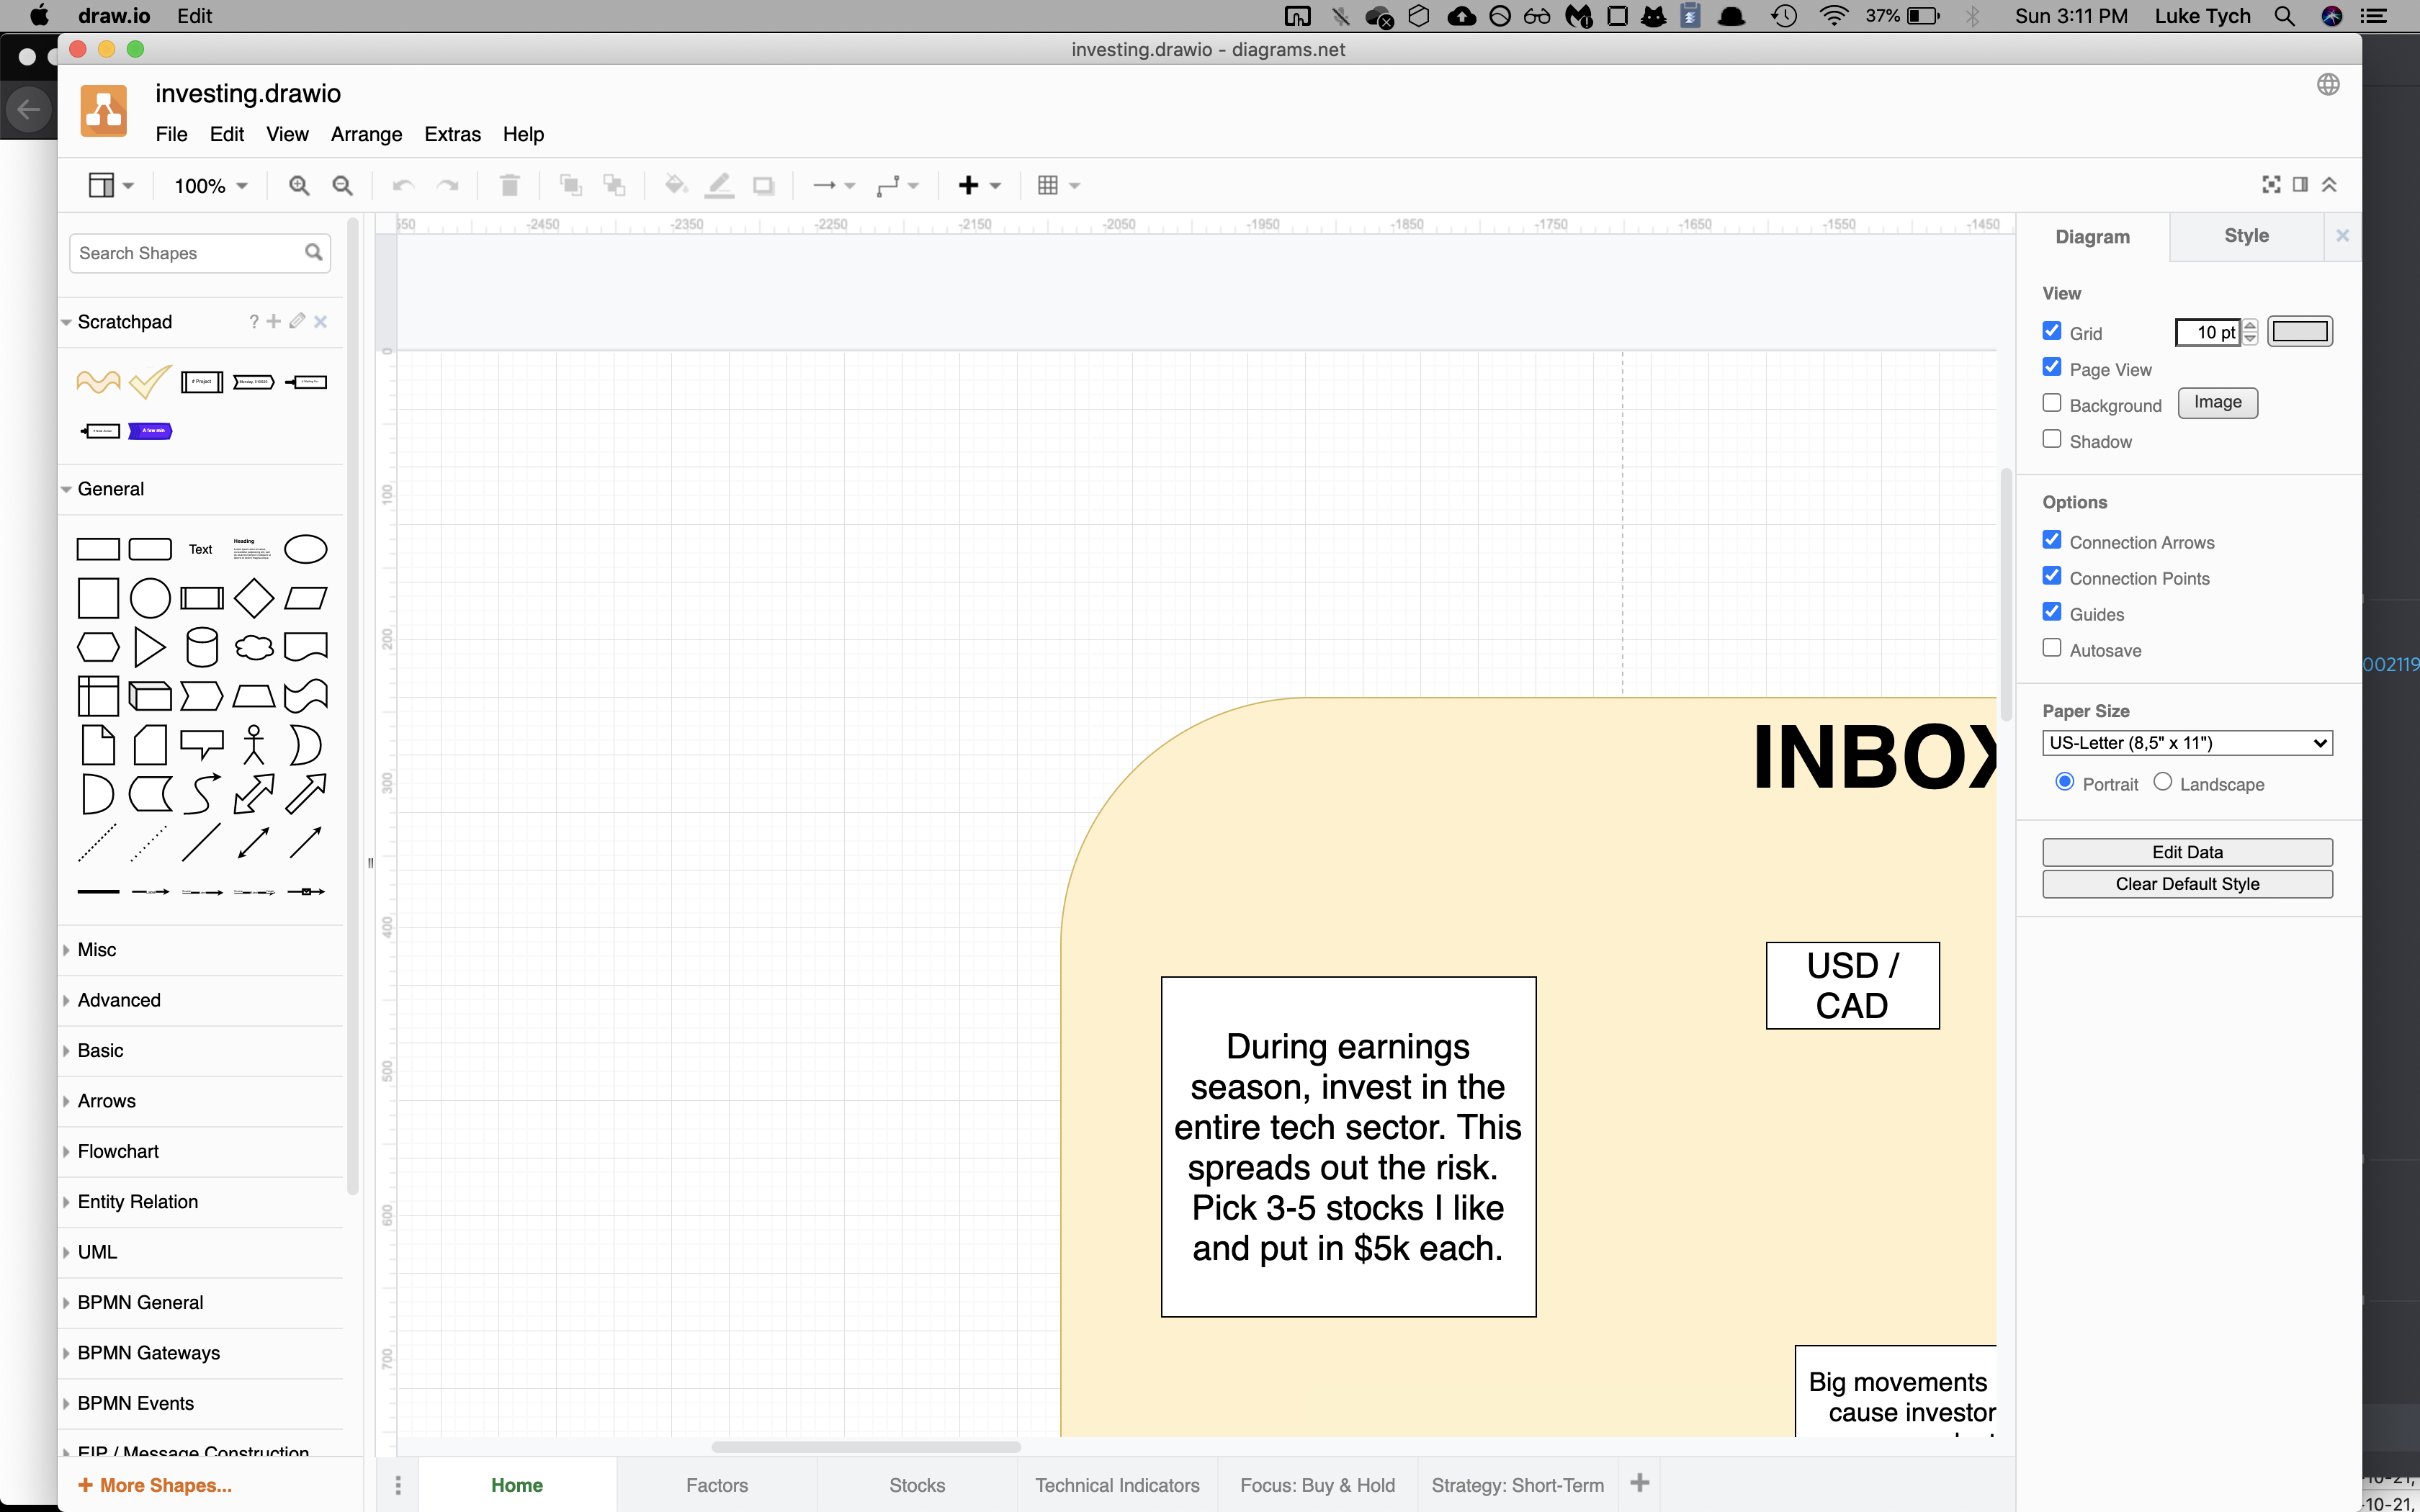 draw.io Edit 37% Sun 3:11 PM Luke Tych
investing.drawio - diagrams.net
investing.drawio
File Edit View Arrange Extras Help
100%
Search Shapes
Scratchpad ?
# Project
A few min
General
Text
Heading
Misc
Advanced
Basic
Arrows
Flowchart
Entity Relation
UML
BPMN General
BPMN Gateways
BPMN Events
EIP / Message Construction
+ More Shapes...
-2450 -2350 -2250 -2150 -2050 -1950 -1850 -1750 -1650 -1550 -1450
0
100
200
300
400
500
600
700
INBOX
USD /
CAD
During earnings
season, invest in the
entire tech sector. This
spreads out the risk.
Pick 3-5 stocks I like
and put in $5k each.
Big movements
cause investor
Home Factors Stocks Technical Indicators Focus: Buy & Hold Strategy: Short-Term
Diagram Style
View
Grid 10 pt
Page View
Background Image
Shadow
Options
Connection Arrows
Connection Points
Guides
Autosave
Paper Size
US-Letter (8,5" x 11")
Portrait Landscape
Edit Data
Clear Default Style
002119
-10-21,
-10-21,